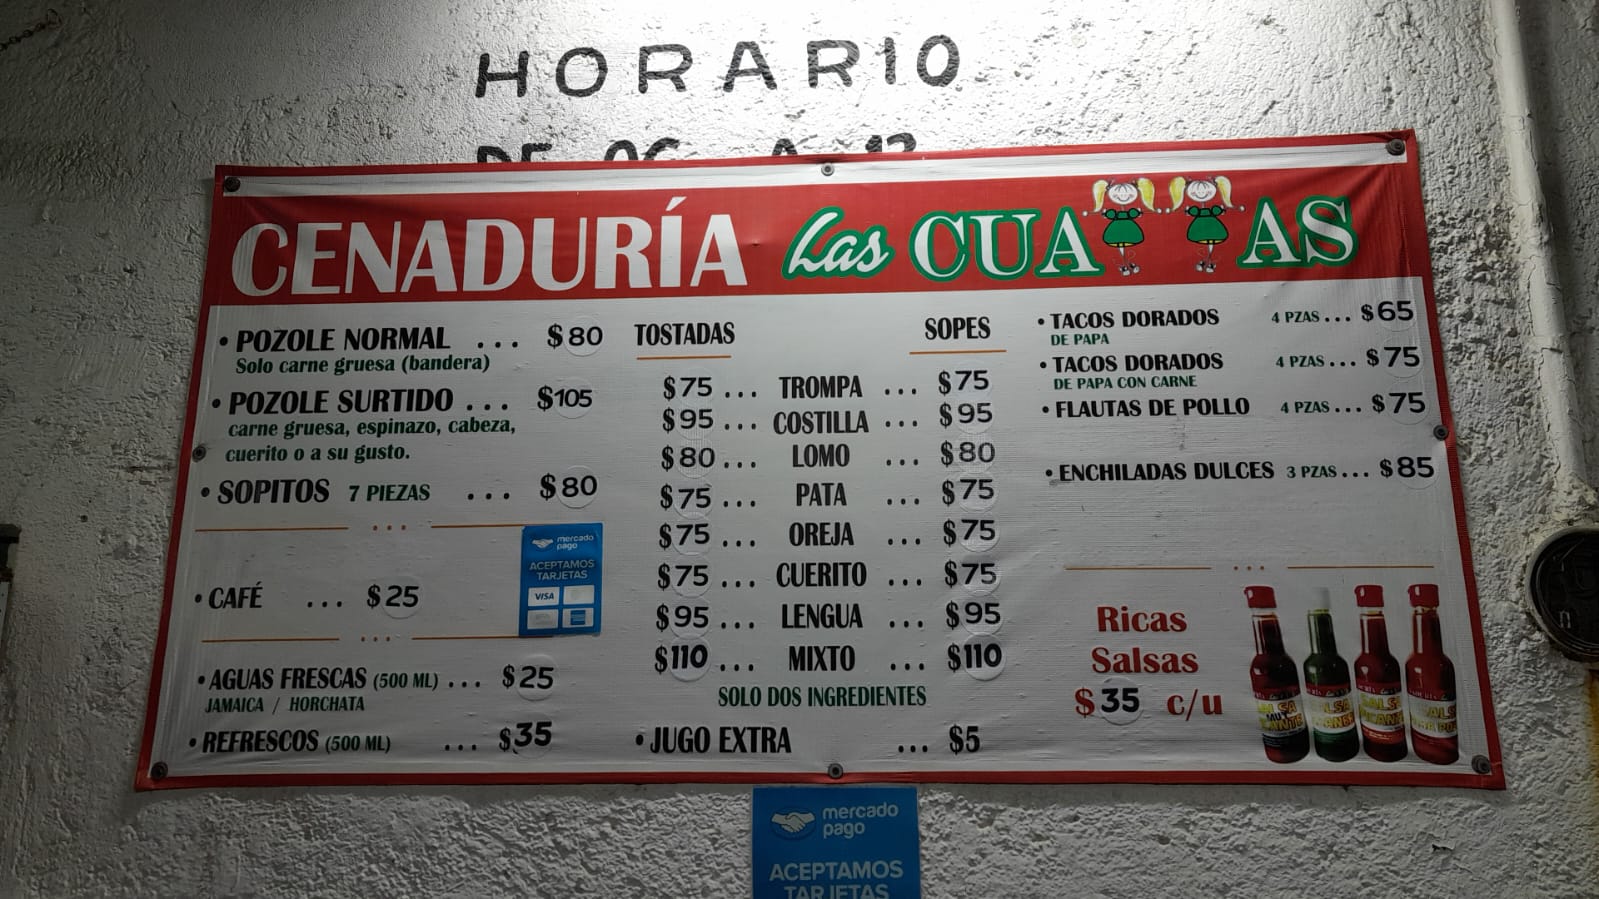 HORARIO
DE 06 A 12
CENADURÍA Las CUATAS
• POZOLE NORMAL ... $80
Solo carne gruesa (bandera)
• POZOLE SURTIDO ... $105
carne gruesa, espinazo, cabeza,
cuerito o a su gusto.
• SOPITOS 7 PIEZAS ... $80
mercado
pago
ACEPTAMOS
TARJETAS
VISA
• CAFÉ ... $25
• AGUAS FRESCAS (500 ML) ... $25
JAMAICA / HORCHATA
• REFRESCOS (500 ML) ... $35
TOSTADAS SOPES
$75 ... TROMPA ... $75
$95 ... COSTILLA ... $95
$80 ... LOMO ... $80
$75 ... PATA ... $75
$75 ... OREJA ... $75
$75 ... CUERITO ... $75
$95 ... LENGUA ... $95
$110 ... MIXTO ... $110
SOLO DOS INGREDIENTES
• JUGO EXTRA ... $5
• TACOS DORADOS 4 PZAS ... $65
DE PAPA
• TACOS DORADOS 4 PZAS ... $75
DE PAPA CON CARNE
• FLAUTAS DE POLLO 4 PZAS ... $75
• ENCHILADAS DULCES 3 PZAS ... $85
Ricas
Salsas
$35 c/u
mercado
pago
ACEPTAMOS
TARJETAS